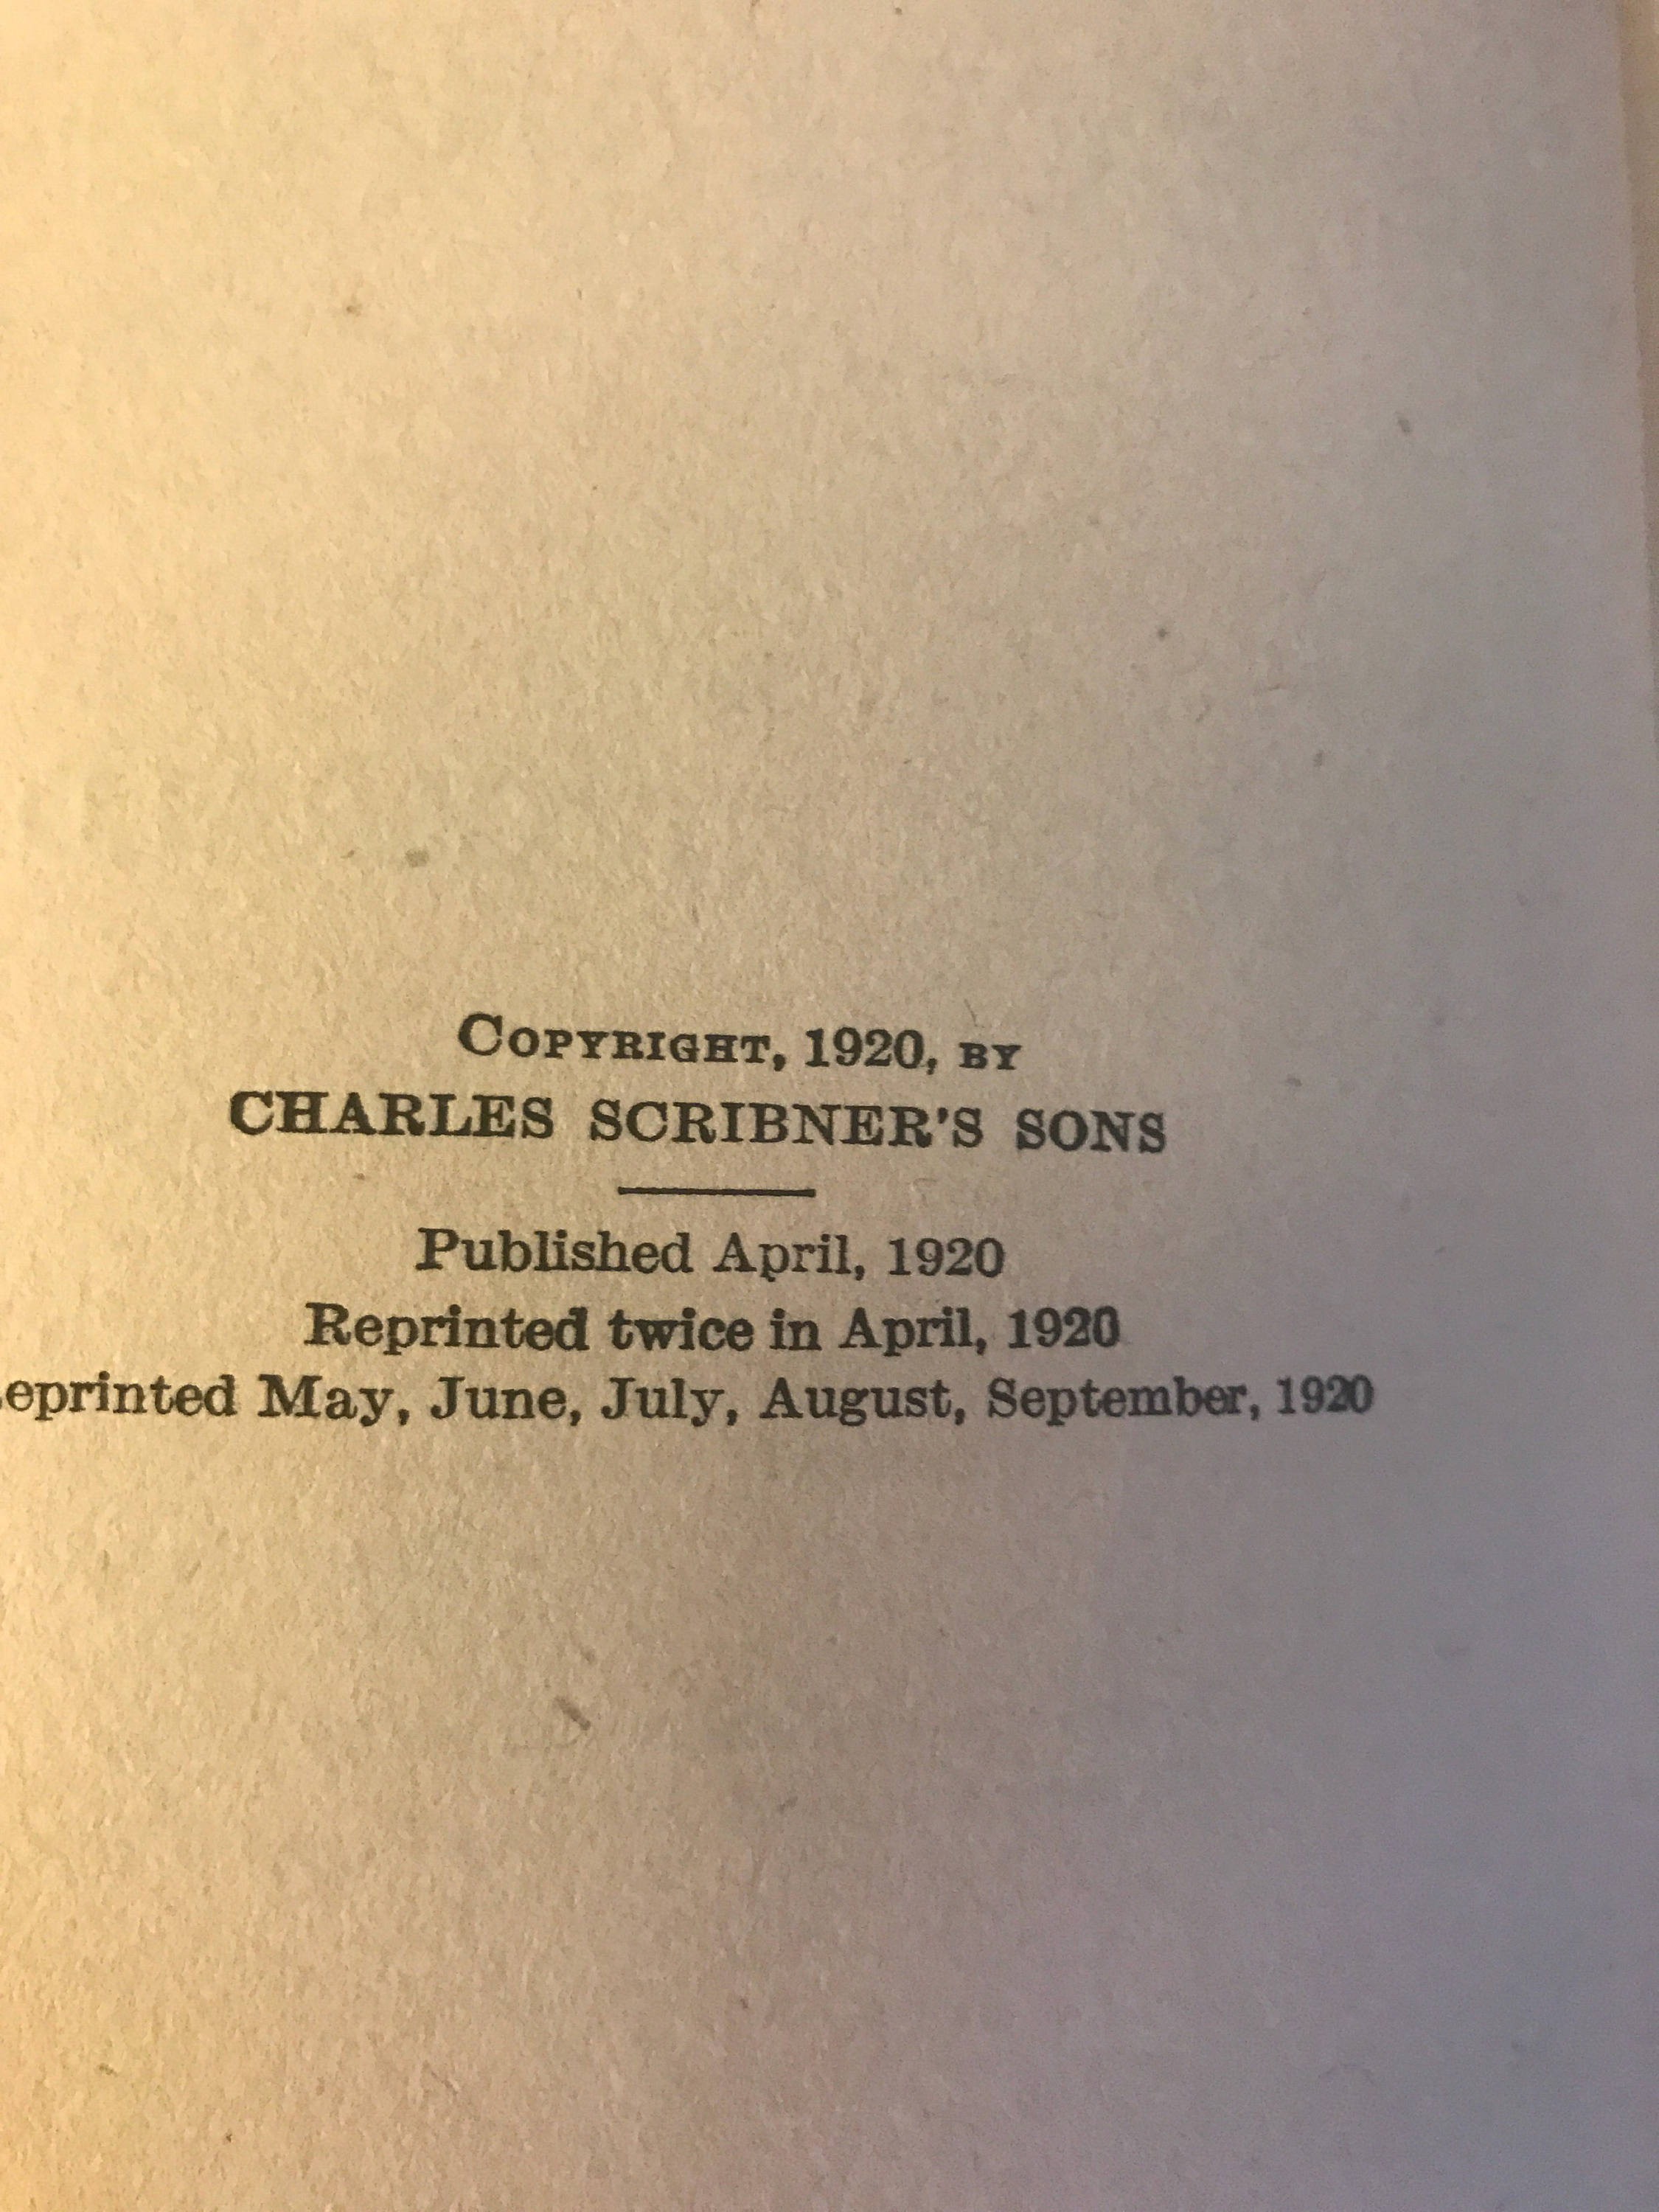 COPYRIGHT, 1920, BY
CHARLES SCRIBNER'S SONS
Published April, 1920
Reprinted twice in April, 1920
eprinted May, June, July, August, September, 1920